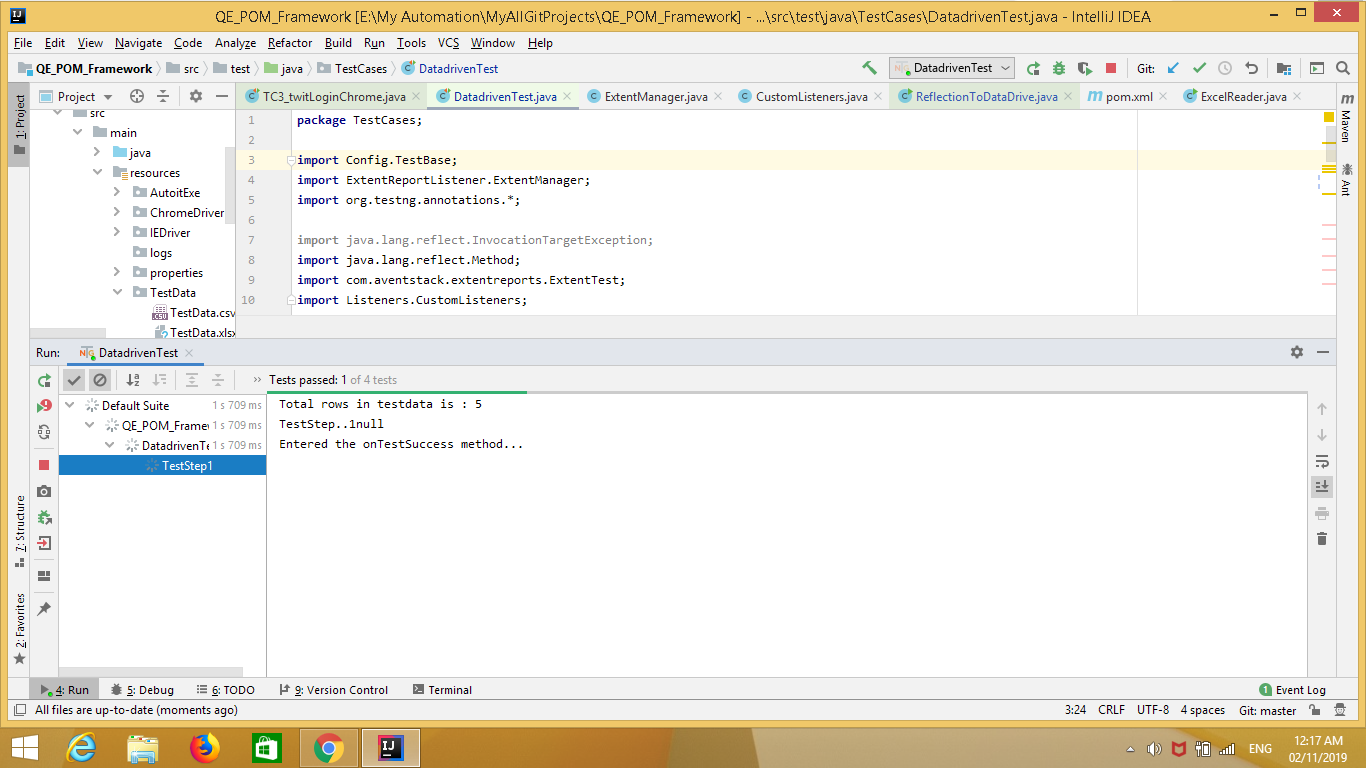 QE_POM_Framework [E:\My Automation\MyAllGitProjects\QE_POM_Framework] - ...\src\test\java\TestCases\DatadrivenTest.java - IntelliJ IDEA
File Edit View Navigate Code Analyze Refactor Build Run Tools VCS Window Help
QE_POM_Framework src test java TestCases DatadrivenTest DatadrivenTest Git:
1: Project Project TC3_twitLoginChrome.java DatadrivenTest.java ExtentManager.java CustomListeners.java ReflectionToDataDrive.java pom.xml ExcelReader.java Maven
src
main
java
resources
AutoitExe
ChromeDriver
IEDriver
logs
properties
TestData
TestData.csv
TestData.xlsx
1 package TestCases;
2
3 import Config.TestBase;
4 import ExtentReportListener.ExtentManager;
5 import org.testng.annotations.*;
6
7 import java.lang.reflect.InvocationTargetException;
8 import java.lang.reflect.Method;
9 import com.aventstack.extentreports.ExtentTest;
10 import Listeners.CustomListeners;
Ant
Run: DatadrivenTest
Tests passed: 1 of 4 tests
Default Suite 1 s 709 ms
QE_POM_Framew 1 s 709 ms
DatadrivenTe 1 s 709 ms
TestStep1
Total rows in testdata is : 5
TestStep..1null
Entered the onTestSuccess method...
7: Structure
2: Favorites
4: Run 5: Debug 6: TODO 9: Version Control Terminal 1 Event Log
All files are up-to-date (moments ago) 3:24 CRLF UTF-8 4 spaces Git: master
ENG 12:17 AM
02/11/2019